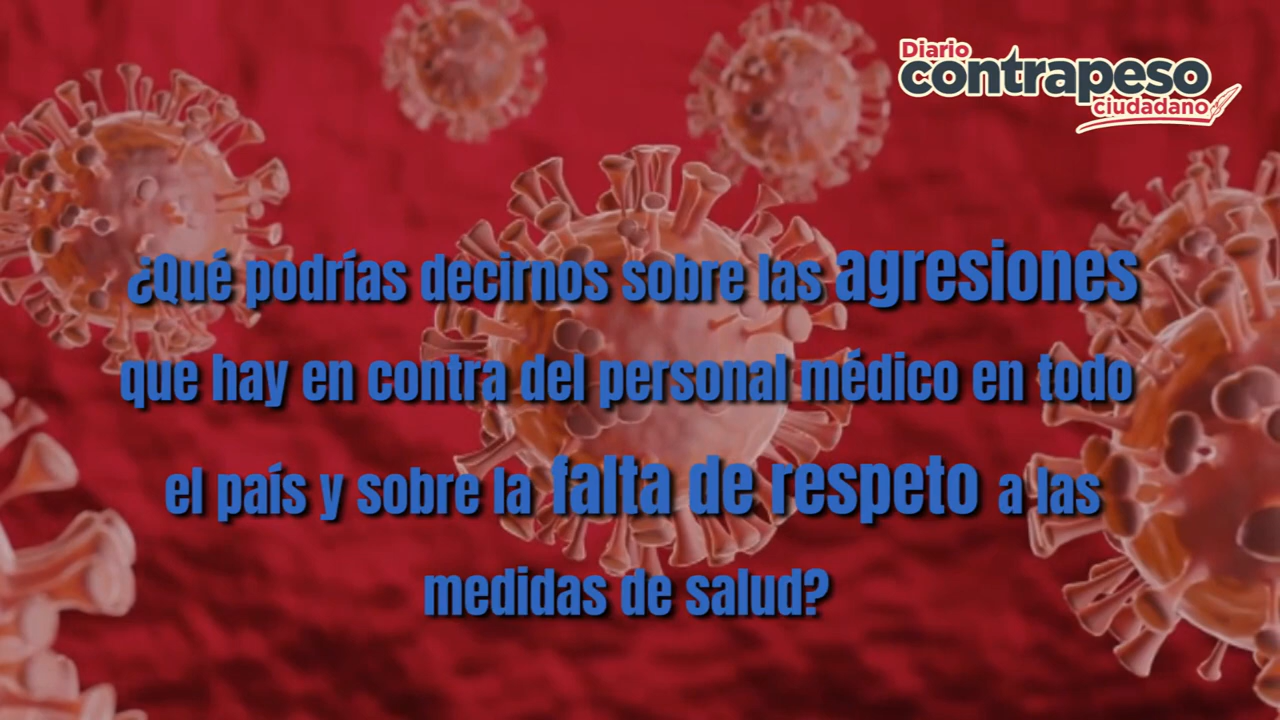 Diario
contrapeso
ciudadano
¿Qué podrías decirnos sobre las agresiones
que hay en contra del personal médico en todo
el país y sobre la falta de respeto a las
medidas de salud?